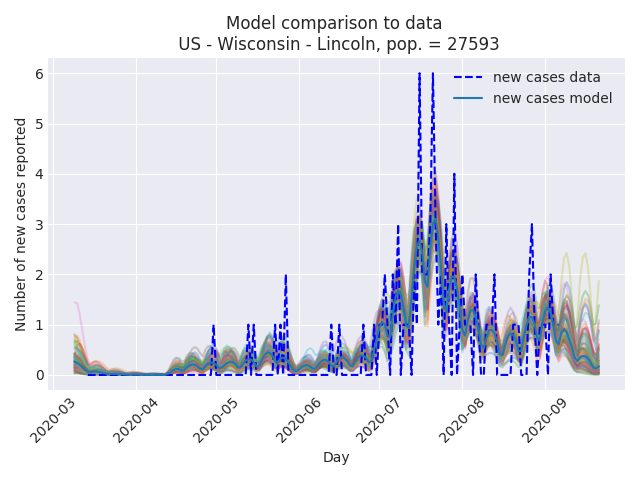 Model comparison to data
US - Wisconsin - Lincoln, pop. = 27593
new cases data
new cases model
Number of new cases reported
6
5
4
3
2
1
0
2020-03
2020-04
2020-05
2020-06
2020-07
2020-08
2020-09
Day